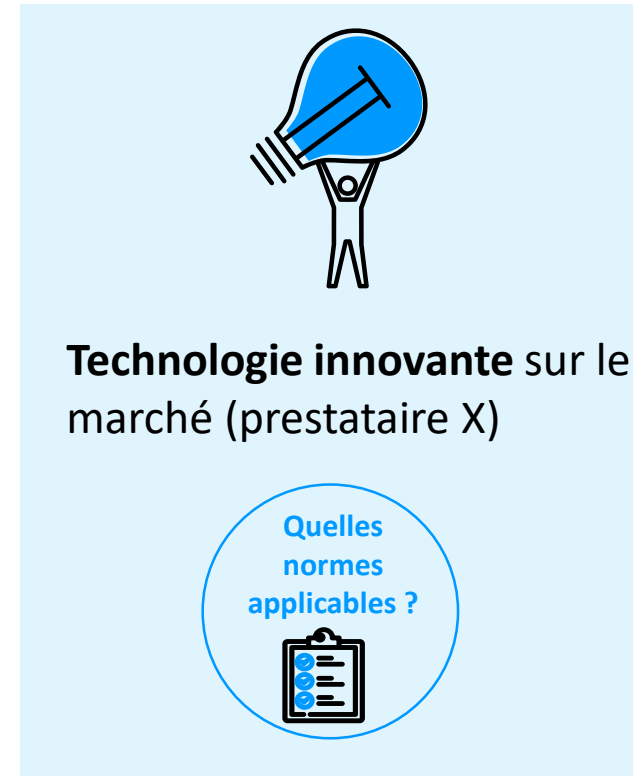 Technologie innovante sur le
marché (prestataire X)
Quelles
normes
applicables ?